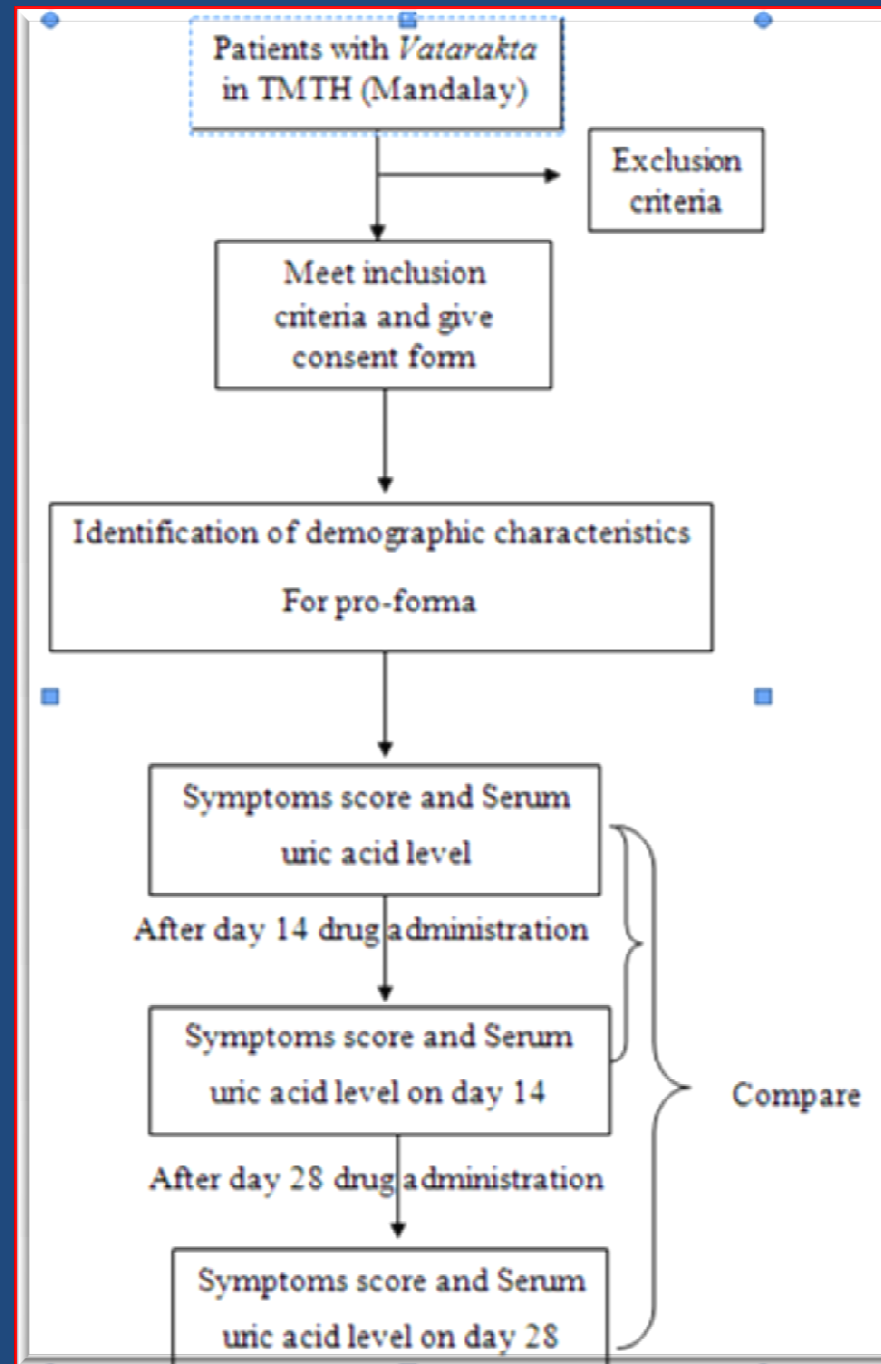 Patients with Vatarakta
in TMTH (Mandalay)
Exclusion
criteria
Meet inclusion
criteria and give
consent form
Identification of demographic characteristics
For pro-forma
Symptoms score and Serum
uric acid level
After day 14 drug administration
Symptoms score and Serum
uric acid level on day 14
Compare
After day 28 drug administration
Symptoms score and Serum
uric acid level on day 28